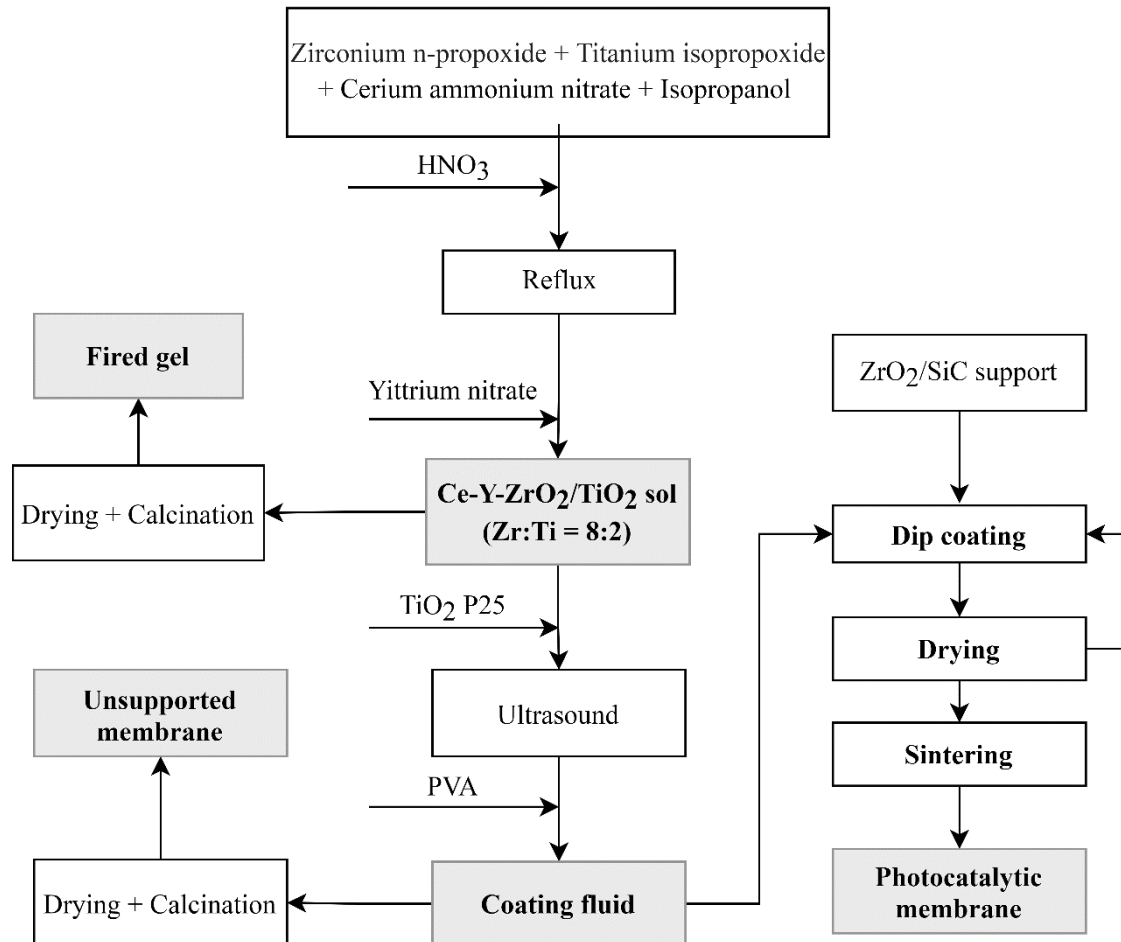 Zirconium n-propoxide + Titanium isopropoxide
+ Cerium ammonium nitrate + Isopropanol
HNO3
Reflux
Fired gel
ZrO2/SiC support
Yittrium nitrate
Ce-Y-ZrO2/TiO2 sol
(Zr:Ti = 8:2)
Drying + Calcination
Dip coating
TiO2 P25
Drying
Unsupported
membrane
Ultrasound
Sintering
PVA
Drying + Calcination
Coating fluid
Photocatalytic
membrane